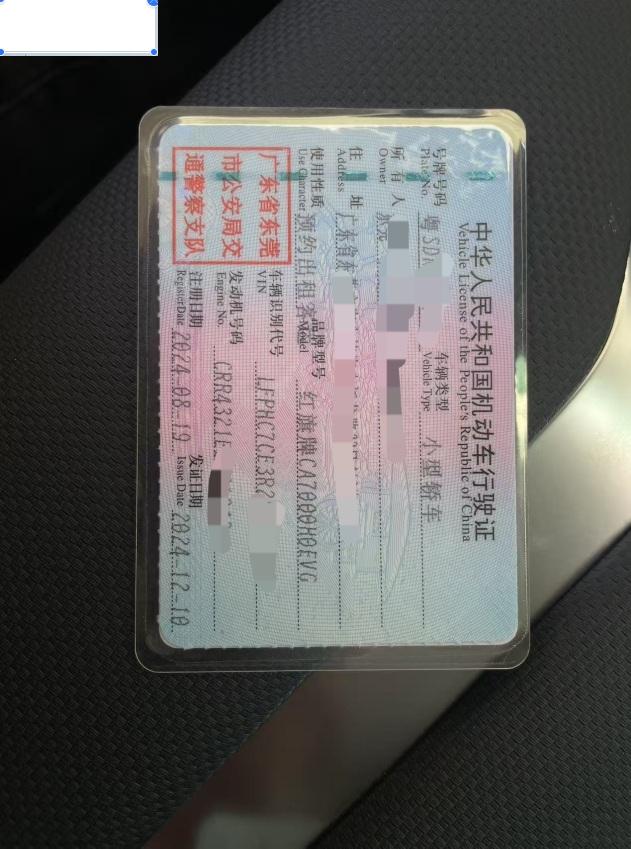 中华人民共和国机动车行驶证
Vehicle License of the People's Republic of China
号牌号码 粤SD 车辆类型 小型轿车
Plate No. Vehicle Type
所有人
Owner
住址 广东省东
Address
使用性质 预约出租客 品牌型号 红旗牌CA7000H0EVG
Use Character Model
广东省东莞
市公安局交
通警察支队
车辆识别代号 LFPHC7CE3R2
VIN
发动机号码 CRR4321E
Engine No.
注册日期 2024-08-19 发证日期 2024-12-10
Register Date Issue Date